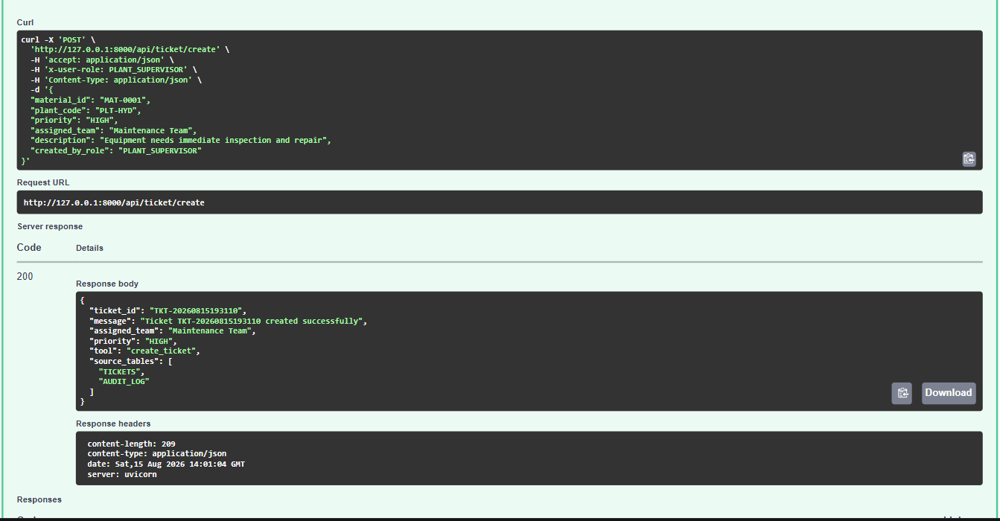 Curl
curl -X 'POST' \
'http://127.0.0.1:8000/api/ticket/create' \
-H 'accept: application/json' \
-H 'x-user-role: PLANT_SUPERVISOR' \
-H 'Content-Type: application/json' \
-d '{
"material_id": "MAT-0001",
"plant_code": "PLT-HYD",
"priority": "HIGH",
"assigned_team": "Maintenance Team",
"description": "Equipment needs immediate inspection and repair",
"created_by_role": "PLANT_SUPERVISOR"
}'
Request URL
http://127.0.0.1:8000/api/ticket/create
Server response
Code Details
200
Response body
{
"ticket_id": "TKT-20260815193110",
"message": "Ticket TKT-20260815193110 created successfully",
"assigned_team": "Maintenance Team",
"priority": "HIGH",
"tool": "create_ticket",
"source_tables": [
"TICKETS",
"AUDIT_LOG"
]
}
Download
Response headers
content-length: 209
content-type: application/json
date: Sat,15 Aug 2026 14:01:04 GMT
server: uvicorn
Responses